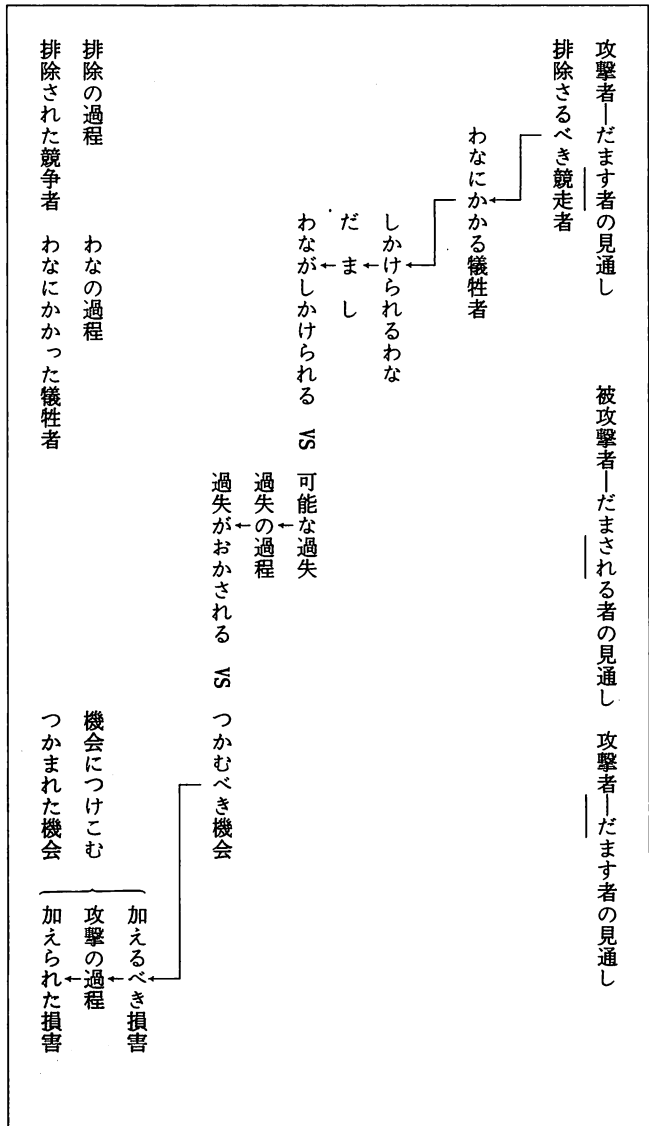 攻撃者―だます者の見通し　被攻撃者―だまされる者の見通し　攻撃者―だます者の見通し
排除さるべき競走者
わなにかかる犠牲者
しかけられるわな
だまし
わながしかけられる　VS　可能な過失
過失の過程
過失がおかされる　VS　つかむべき機会
加えるべき損害
排除の過程　わなの過程　機会につけこむ　攻撃の過程
排除された競争者　わなにかかった犠牲者　つかまれた機会　加えられた損害